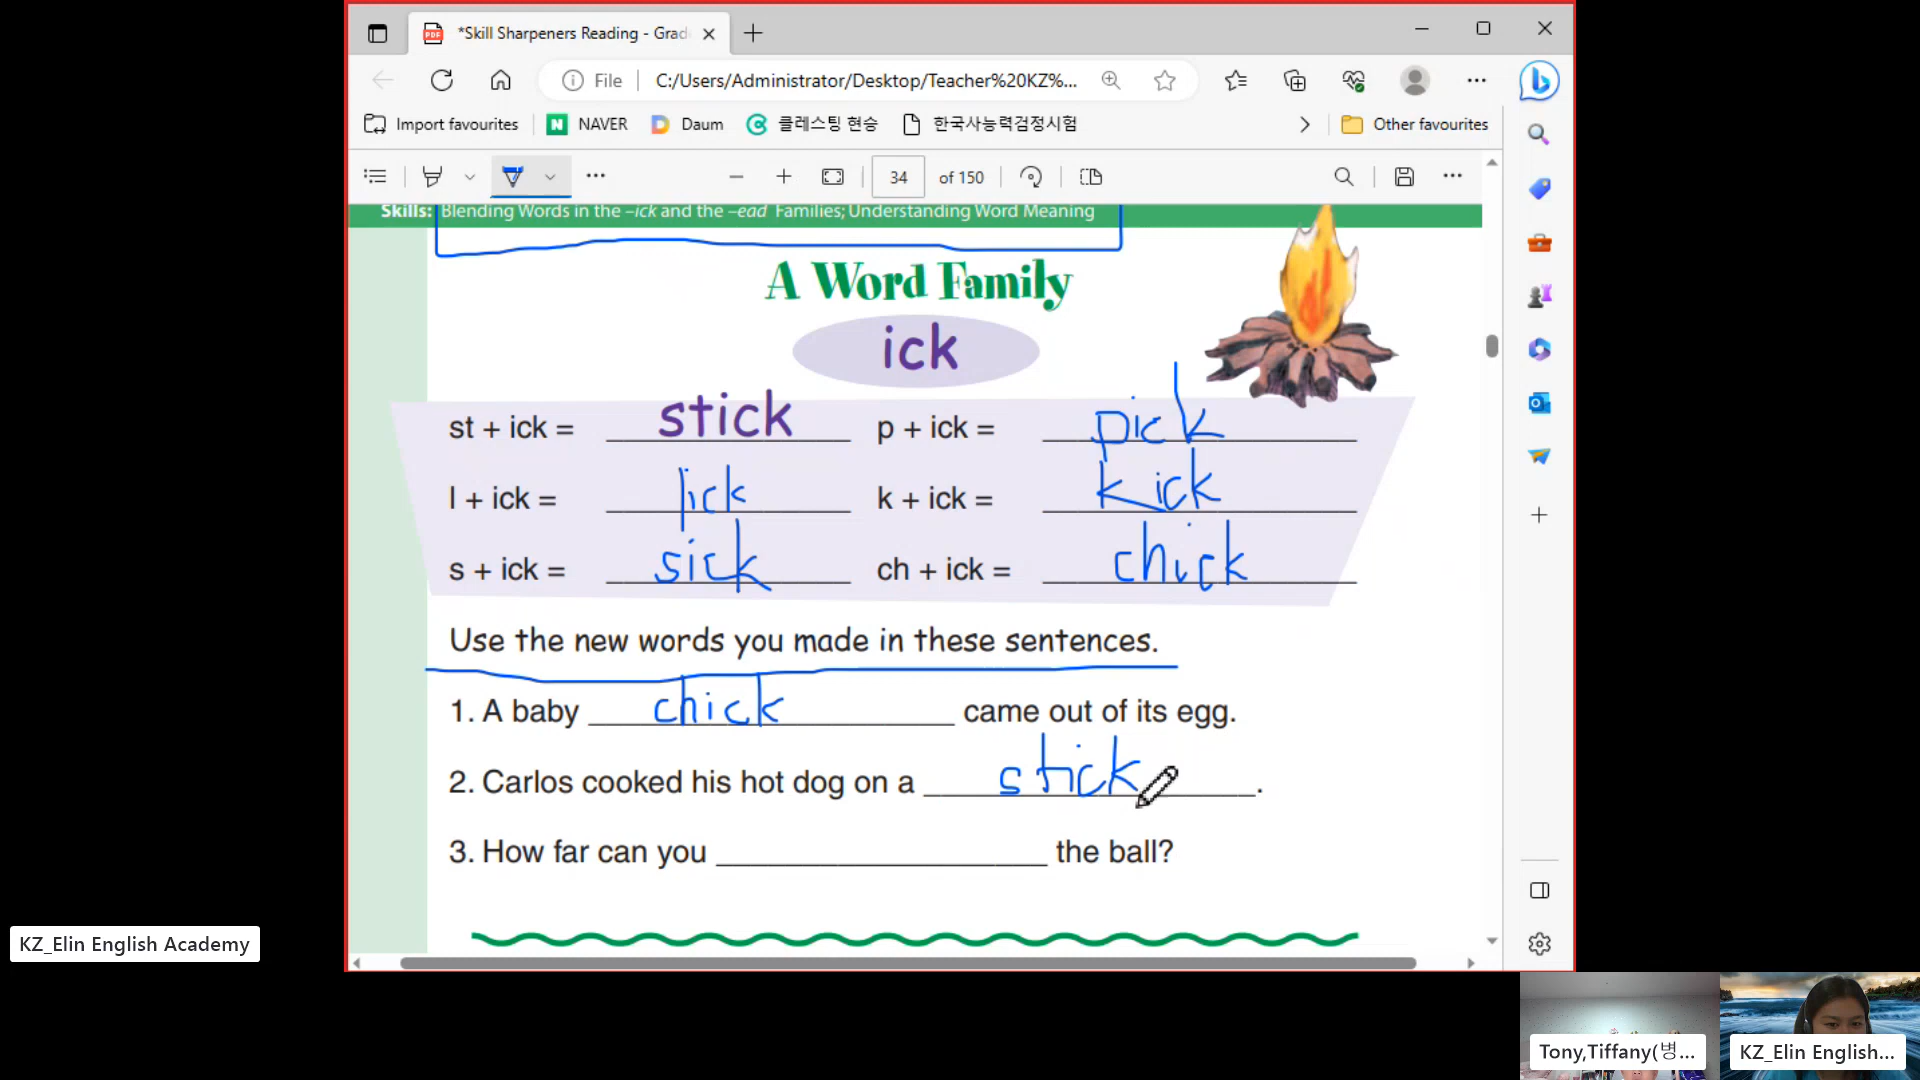 *Skill Sharpeners Reading - Grad
File
C:/Users/Administrator/Desktop/Teacher%20KZ%...
Import favourites
NAVER
Daum
클레스팅 현승
한국사능력검정시험
Other favourites
34 of 150
Skills: Blending Words in the –ick and the –ead Families; Understanding Word Meaning
A Word Family
ick
st + ick = stick
p + ick = pick
l + ick = lick
k + ick = kick
s + ick = sick
ch + ick = chick
Use the new words you made in these sentences.
1. A baby chick came out of its egg.
2. Carlos cooked his hot dog on a stick.
3. How far can you ____ the ball?
KZ_Elin English Academy
Tony,Tiffany(병...
KZ_Elin English...